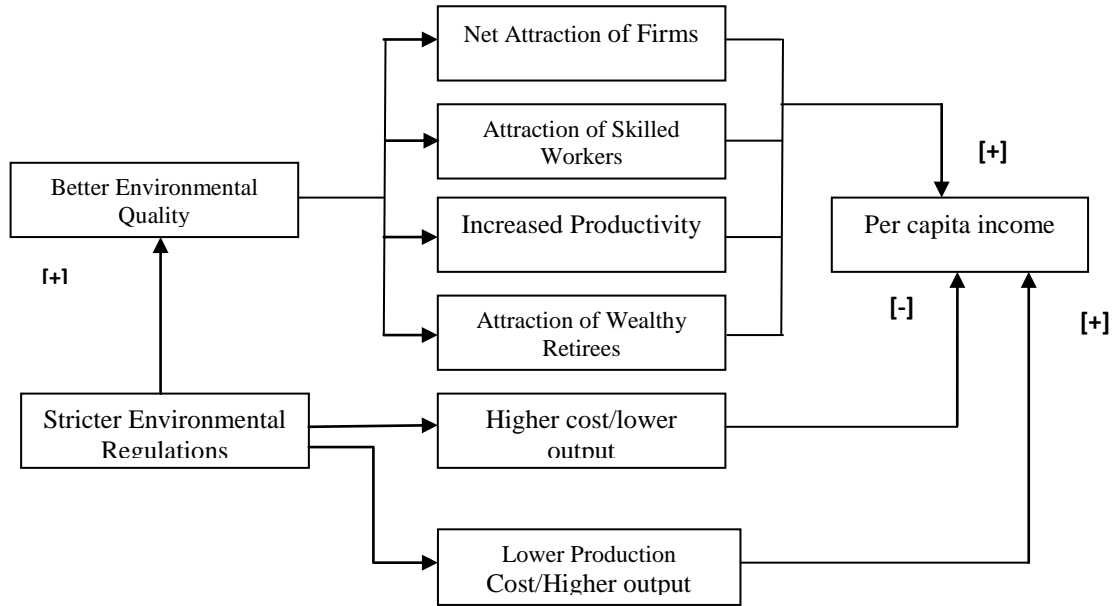 Net Attraction of Firms
Attraction of Skilled
Workers
[+]
Better Environmental
Quality
Increased Productivity
Per capita income
[+]
[-]
[+]
Attraction of Wealthy
Retirees
Stricter Environmental
Regulations
Higher cost/lower
output
Lower Production
Cost/Higher output